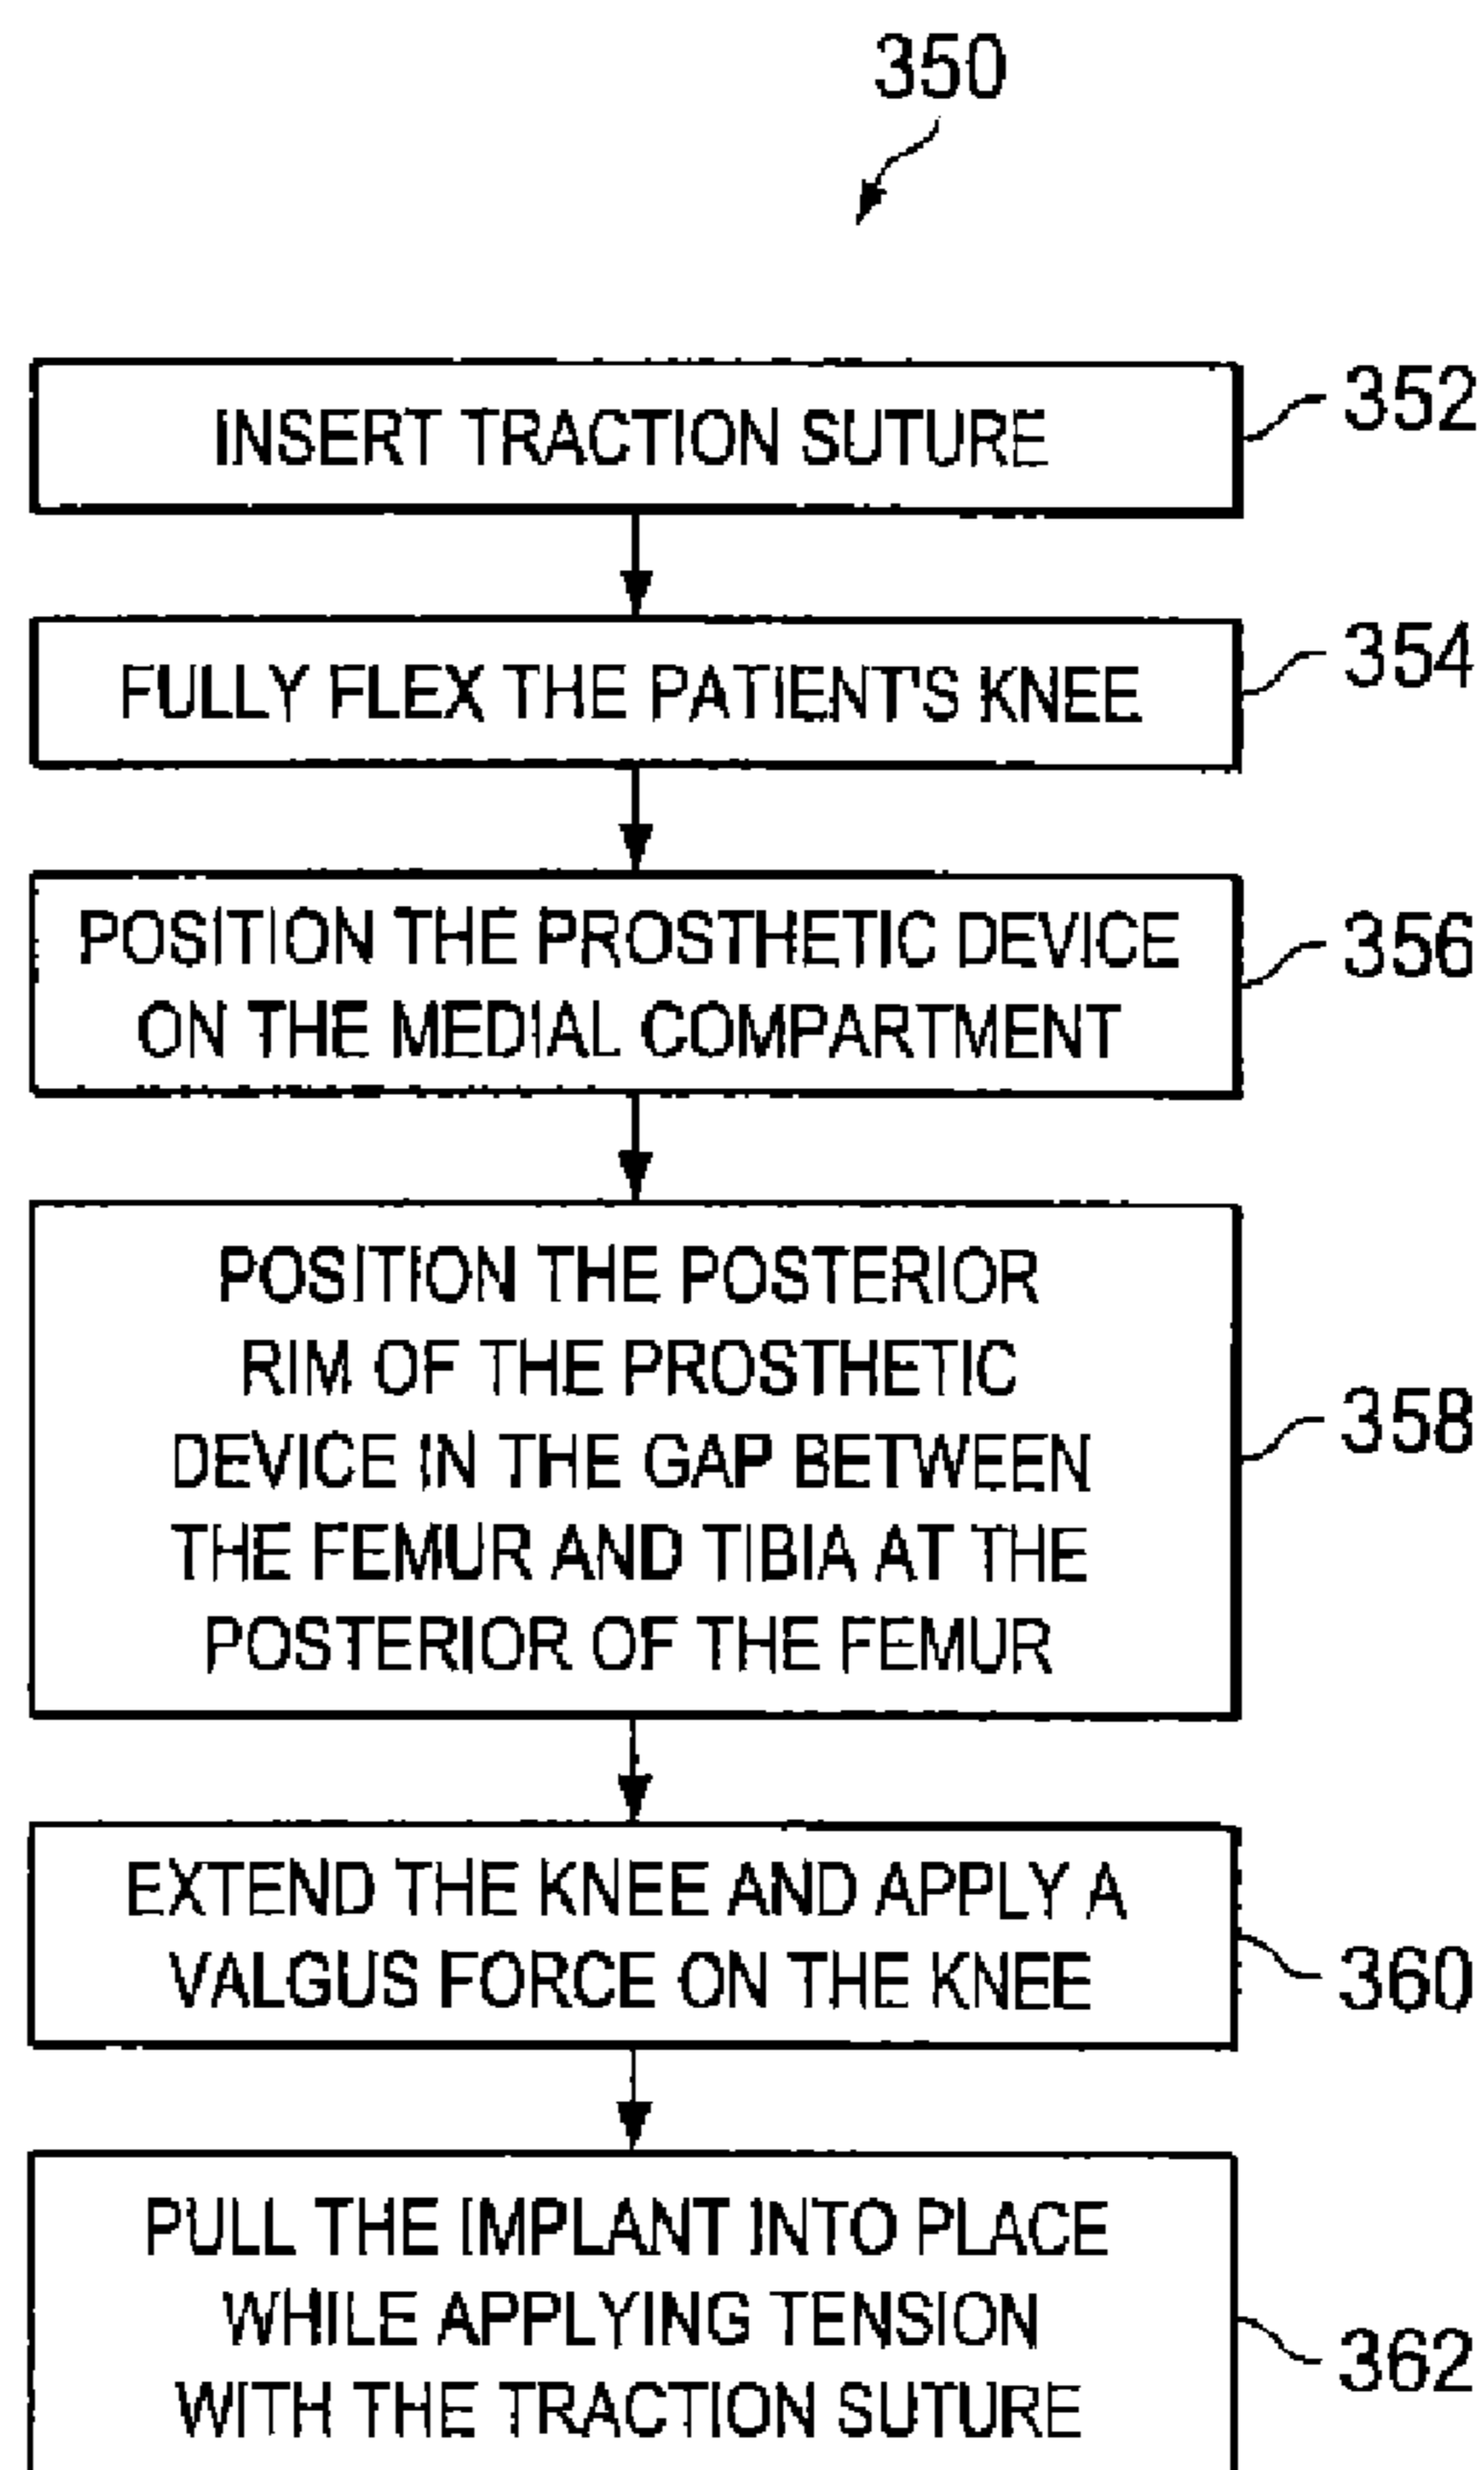 350
INSERT TRACTION SUTURE
352
FULLY FLEX THE PATIENT'S KNEE
354
POSITION THE PROSTHETIC DEVICE
ON THE MEDIAL COMPARTMENT
356
POSITION THE POSTERIOR
RIM OF THE PROSTHETIC
DEVICE IN THE GAP BETWEEN
THE FEMUR AND TIBIA AT THE
POSTERIOR OF THE FEMUR
358
EXTEND THE KNEE AND APPLY A
VALGUS FORCE ON THE KNEE
360
PULL THE IMPLANT INTO PLACE
WHILE APPLYING TENSION
WITH THE TRACTION SUTURE
362